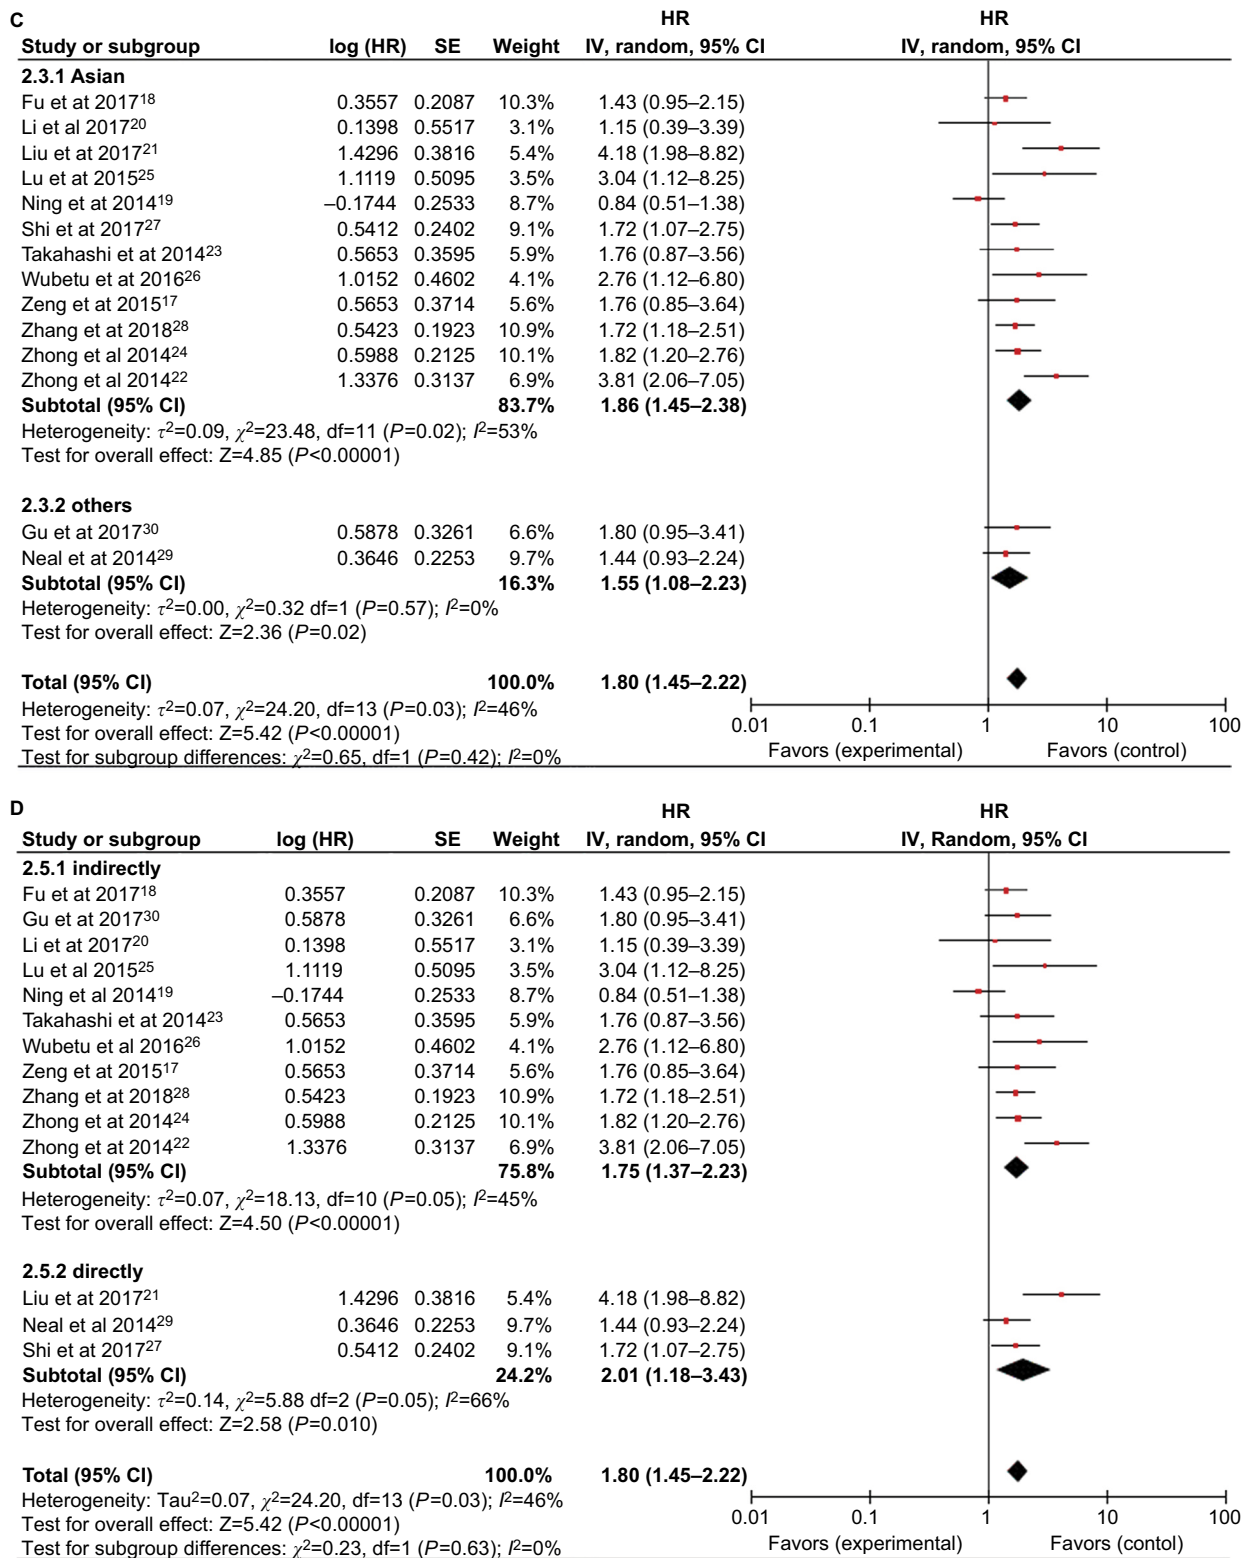 C
HR HR
Study or subgroup log (HR) SE Weight IV, random, 95% CI IV, random, 95% CI
2.3.1 Asian
Fu et at 2017¹⁸ 0.3557 0.2087 10.3% 1.43 (0.95–2.15)
Li et al 2017²⁰ 0.1398 0.5517 3.1% 1.15 (0.39–3.39)
Liu et at 2017²¹ 1.4296 0.3816 5.4% 4.18 (1.98–8.82)
Lu et at 2015²⁵ 1.1119 0.5095 3.5% 3.04 (1.12–8.25)
Ning et at 2014¹⁹ –0.1744 0.2533 8.7% 0.84 (0.51–1.38)
Shi et at 2017²⁷ 0.5412 0.2402 9.1% 1.72 (1.07–2.75)
Takahashi et at 2014²³ 0.5653 0.3595 5.9% 1.76 (0.87–3.56)
Wubetu et at 2016²⁶ 1.0152 0.4602 4.1% 2.76 (1.12–6.80)
Zeng et at 2015¹⁷ 0.5653 0.3714 5.6% 1.76 (0.85–3.64)
Zhang et at 2018²⁸ 0.5423 0.1923 10.9% 1.72 (1.18–2.51)
Zhong et al 2014²⁴ 0.5988 0.2125 10.1% 1.82 (1.20–2.76)
Zhong et al 2014²² 1.3376 0.3137 6.9% 3.81 (2.06–7.05)
Subtotal (95% CI) 83.7% 1.86 (1.45–2.38)
Heterogeneity: τ²=0.09, χ²=23.48, df=11 (P=0.02); I²=53%
Test for overall effect: Z=4.85 (P<0.00001)
2.3.2 others
Gu et at 2017³⁰ 0.5878 0.3261 6.6% 1.80 (0.95–3.41)
Neal et at 2014²⁹ 0.3646 0.2253 9.7% 1.44 (0.93–2.24)
Subtotal (95% CI) 16.3% 1.55 (1.08–2.23)
Heterogeneity: τ²=0.00, χ²=0.32 df=1 (P=0.57); I²=0%
Test for overall effect: Z=2.36 (P=0.02)
Total (95% CI) 100.0% 1.80 (1.45–2.22)
Heterogeneity: τ²=0.07, χ²=24.20, df=13 (P=0.03); I²=46%
Test for overall effect: Z=5.42 (P<0.00001)
Test for subgroup differences: χ²=0.65, df=1 (P=0.42); I²=0%
0.01 0.1 1 10 100
Favors (experimental) Favors (control)
D
HR HR
Study or subgroup log (HR) SE Weight IV, random, 95% CI IV, Random, 95% CI
2.5.1 indirectly
Fu et at 2017¹⁸ 0.3557 0.2087 10.3% 1.43 (0.95–2.15)
Gu et at 2017³⁰ 0.5878 0.3261 6.6% 1.80 (0.95–3.41)
Li et at 2017²⁰ 0.1398 0.5517 3.1% 1.15 (0.39–3.39)
Lu et al 2015²⁵ 1.1119 0.5095 3.5% 3.04 (1.12–8.25)
Ning et al 2014¹⁹ –0.1744 0.2533 8.7% 0.84 (0.51–1.38)
Takahashi et at 2014²³ 0.5653 0.3595 5.9% 1.76 (0.87–3.56)
Wubetu et al 2016²⁶ 1.0152 0.4602 4.1% 2.76 (1.12–6.80)
Zeng et at 2015¹⁷ 0.5653 0.3714 5.6% 1.76 (0.85–3.64)
Zhang et at 2018²⁸ 0.5423 0.1923 10.9% 1.72 (1.18–2.51)
Zhong et at 2014²⁴ 0.5988 0.2125 10.1% 1.82 (1.20–2.76)
Zhong et at 2014²² 1.3376 0.3137 6.9% 3.81 (2.06–7.05)
Subtotal (95% CI) 75.8% 1.75 (1.37–2.23)
Heterogeneity: τ²=0.07, χ²=18.13, df=10 (P=0.05); I²=45%
Test for overall effect: Z=4.50 (P<0.00001)
2.5.2 directly
Liu et at 2017²¹ 1.4296 0.3816 5.4% 4.18 (1.98–8.82)
Neal et al 2014²⁹ 0.3646 0.2253 9.7% 1.44 (0.93–2.24)
Shi et at 2017²⁷ 0.5412 0.2402 9.1% 1.72 (1.07–2.75)
Subtotal (95% CI) 24.2% 2.01 (1.18–3.43)
Heterogeneity: τ²=0.14, χ²=5.88 df=2 (P=0.05); I²=66%
Test for overall effect: Z=2.58 (P=0.010)
Total (95% CI) 100.0% 1.80 (1.45–2.22)
Heterogeneity: Tau²=0.07, χ²=24.20, df=13 (P=0.03); I²=46%
Test for overall effect: Z=5.42 (P<0.00001)
Test for subgroup differences: χ²=0.23, df=1 (P=0.63); I²=0%
0.01 0.1 1 10 100
Favors (experimental) Favors (contol)